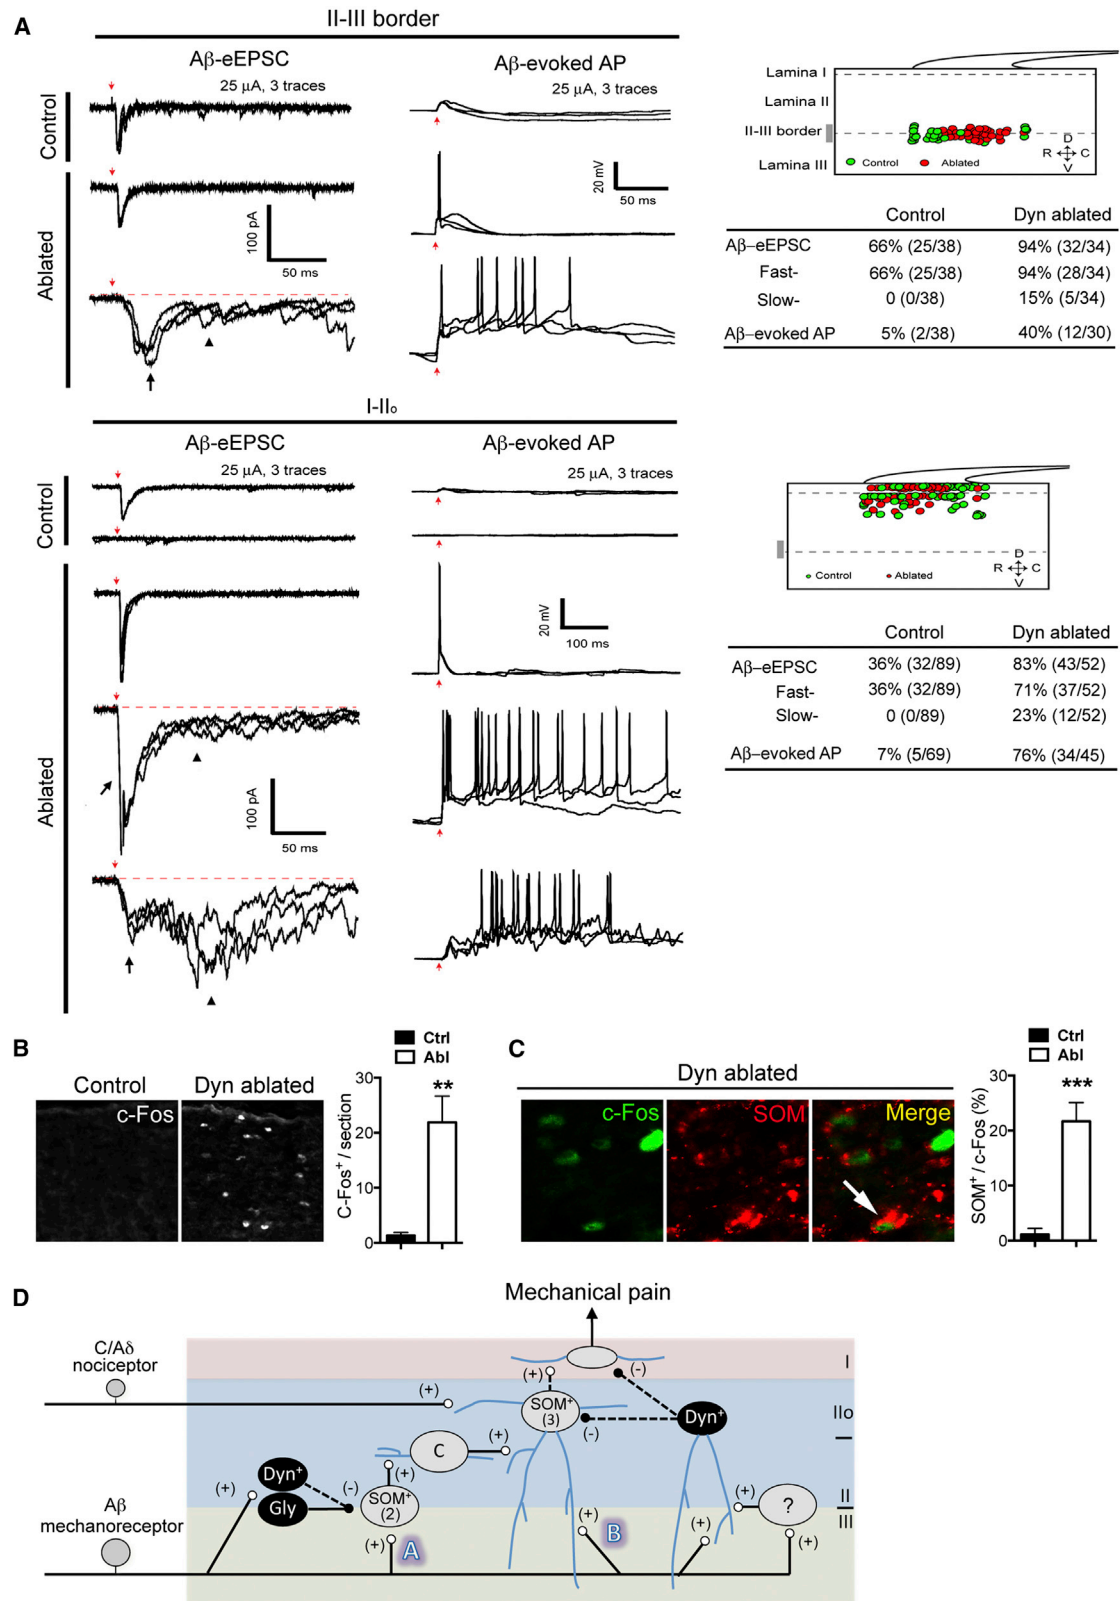 A
II-III border
Aβ-eEPSC
Aβ-evoked AP
25 μA, 3 traces
25 μA, 3 traces
Control
Ablated
100 pA
50 ms
20 mV
50 ms
Lamina I
Lamina II
II-III border
Lamina III
Control
Ablated
D
R
C
V
Control
Dyn ablated
Aβ–eEPSC
66% (25/38)
94% (32/34)
Fast-
66% (25/38)
94% (28/34)
Slow-
0 (0/38)
15% (5/34)
Aβ–evoked AP
5% (2/38)
40% (12/30)
I-IIo
Aβ-eEPSC
Aβ-evoked AP
25 μA, 3 traces
25 μA, 3 traces
Control
Ablated
100 pA
50 ms
20 mV
100 ms
Control
Ablated
D
R
C
V
Control
Dyn ablated
Aβ–eEPSC
36% (32/89)
83% (43/52)
Fast-
36% (32/89)
71% (37/52)
Slow-
0 (0/89)
23% (12/52)
Aβ–evoked AP
7% (5/69)
76% (34/45)
B
Control
Dyn ablated
c-Fos
Ctrl
Abl
C-Fos+ / section
30
20
10
0
**
C
Dyn ablated
c-Fos
SOM
Merge
Ctrl
Abl
SOM+ / c-Fos (%)
30
20
10
0
***
D
Mechanical pain
C/Aδ
nociceptor
Aβ
mechanoreceptor
I
IIo
II
III
(+)
(-)
(+)
SOM+
(3)
(-)
Dyn+
C
(+)
(+)
Dyn+
Gly
(+)
(-)
SOM+
(2)
(+)
A
(+)
B
(+)
(+)
?
(+)